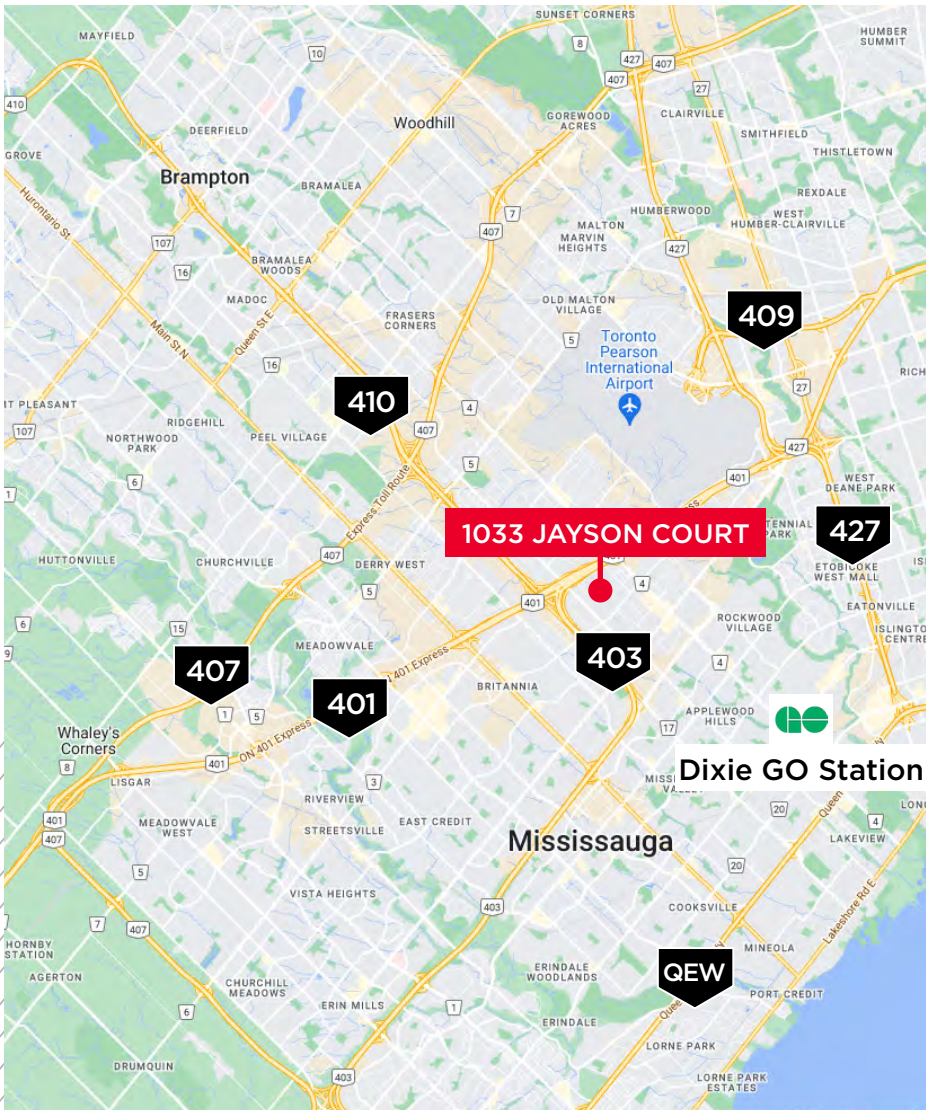 SUNSET CORNERS
MAYFIELD
HUMBER
SUMMIT
10
8
427
407
407
410
27
CLAIRVILLE
GOREWOOD
ACRES
Woodhill
DEERFIELD
SMITHFIELD
THISTLETOWN
GROVE
Brampton
BRAMALEA
REXDALE
HUMBERWOOD
WEST
HUMBER-CLAIRVILLE
Hurontario St
7
407
MALTON
MARVIN
HEIGHTS
427
107
16
BRAMALEA
WOODS
MADOC
Queen St E
OLD MALTON
VILLAGE
409
FRASERS
CORNERS
Main St N
5
Toronto
Pearson
International
Airport
16
27
RICH
410
4
407
107
RIDGEHILL
NORTHWOOD
PARK
PEEL VILLAGE
427
5
401
6
1
WEST
DEANE PARK
Express Toll Route
1033 JAYSON COURT
427
HUTTONVILLE
CHURCHVILLE
407
DERRY WEST
5
401
4
ETOBICOKE
WEST MALL
EATONVILLE
ROCKWOOD
VILLAGE
ISLINGTO
CENTRE
6
15
MEADOWVALE
403
4
407
401
ON 401 Express
BRITANNIA
1
5
17
APPLEWOOD
HILLS
Whaley's
Corners
8
ON 401 Express
401
LISGAR
3
Dixie GO Station
RIVERVIEW
20
Queen
401
407
MEADOWVALE
WEST
STREETSVILLE
EAST CREDIT
4
LAKEVIEW
Mississauga
5
20
VISTA HEIGHTS
403
COOKSVILLE
Lakeshore Rd E
7
407
HORNBY
STATION
MINEOLA
AGERTON
CHURCHILL
MEADOWS
ERINDALE
WOODLANDS
QEW
PORT CREDIT
6
ERIN MILLS
1
ERINDALE
LORNE PARK
DRUMQUIN
403
LORNE PARK
ESTATES